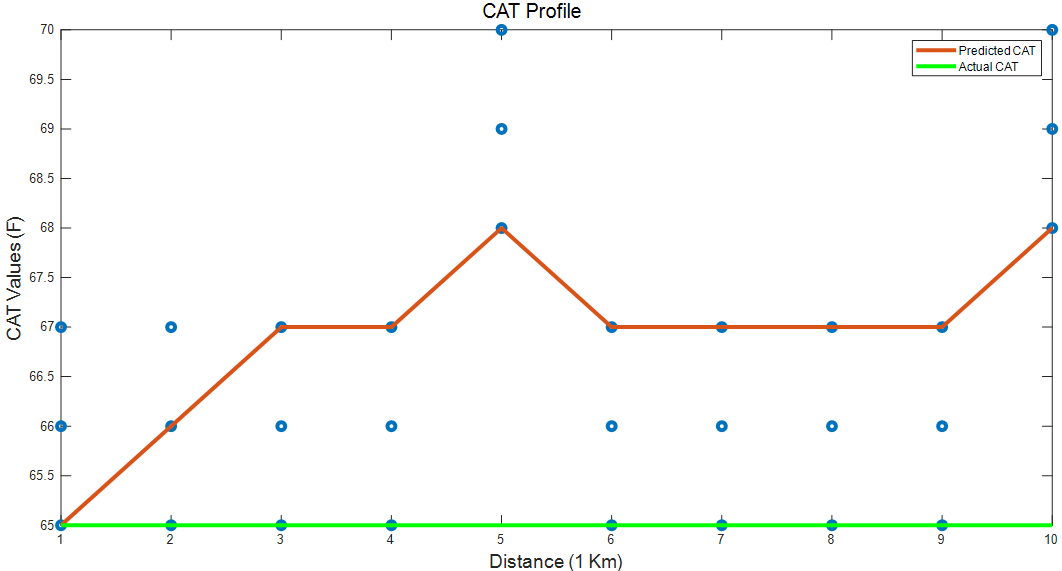 CAT Profile
70
69.5
69
68.5
68
67.5
67
66.5
66
65.5
65
CAT Values (F)
Predicted CAT
Actual CAT
1 2 3 4 5 6 7 8 9 10
Distance (1 Km)